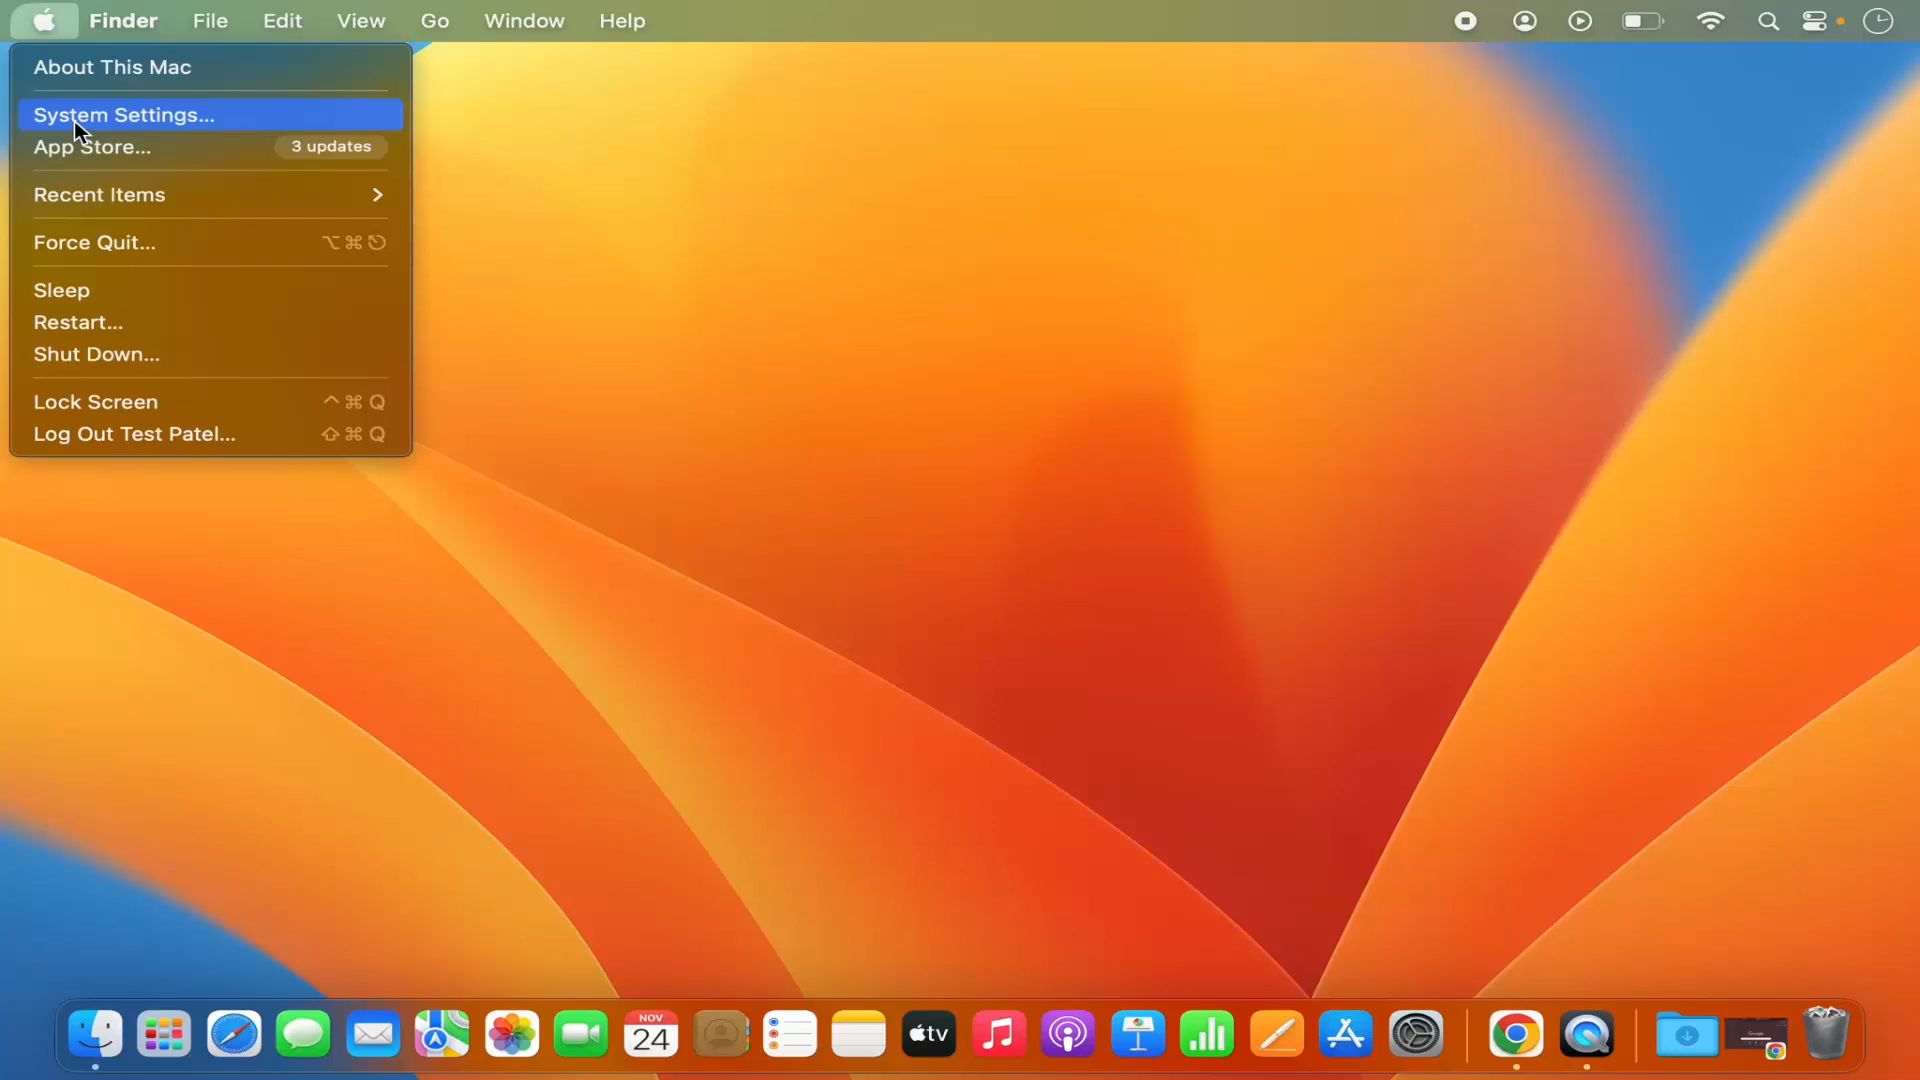 Finder File Edit View Go Window Help
About This Mac
System Settings...
App Store... 3 updates
Recent Items
Force Quit... ⌥⌘⎋
Sleep
Restart...
Shut Down...
Lock Screen ^⌘Q
Log Out Test Patel... ⇧⌘Q
NOV
24
tv